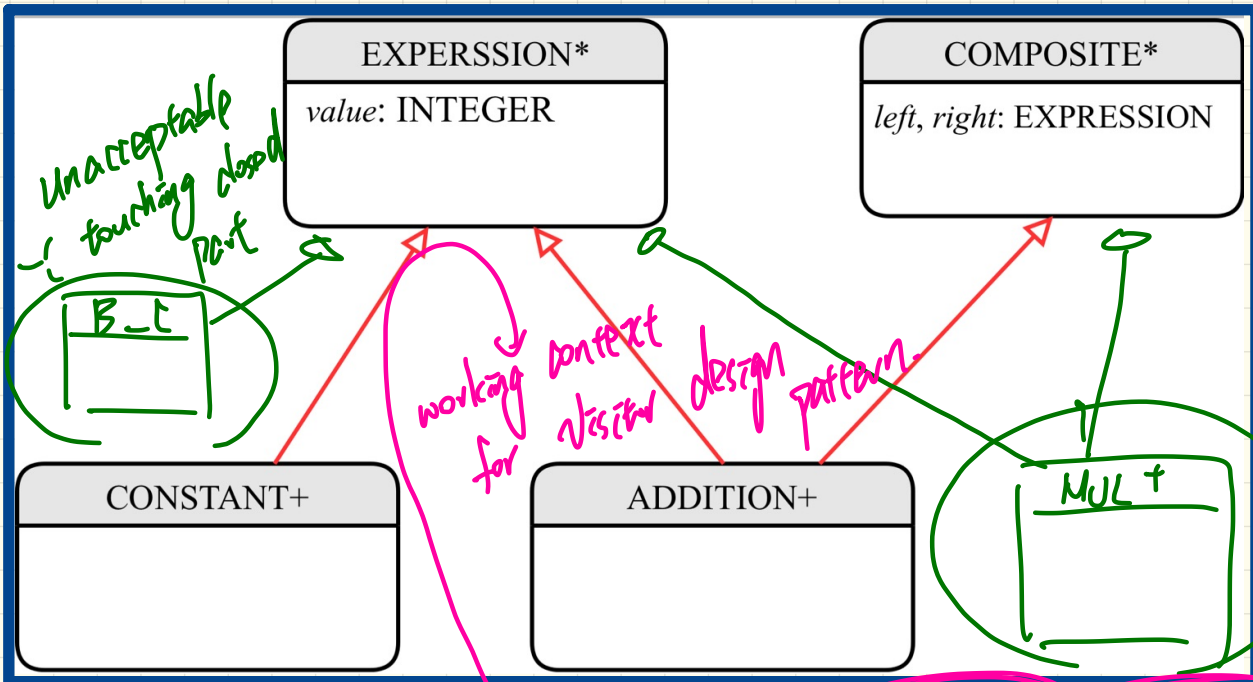 EXPERSSION*
value: INTEGER
COMPOSITE*
left, right: EXPRESSION
Unacceptable
touching closed
part
B_C
working context
for visitor design pattern.
CONSTANT+
ADDITION+
MUL +